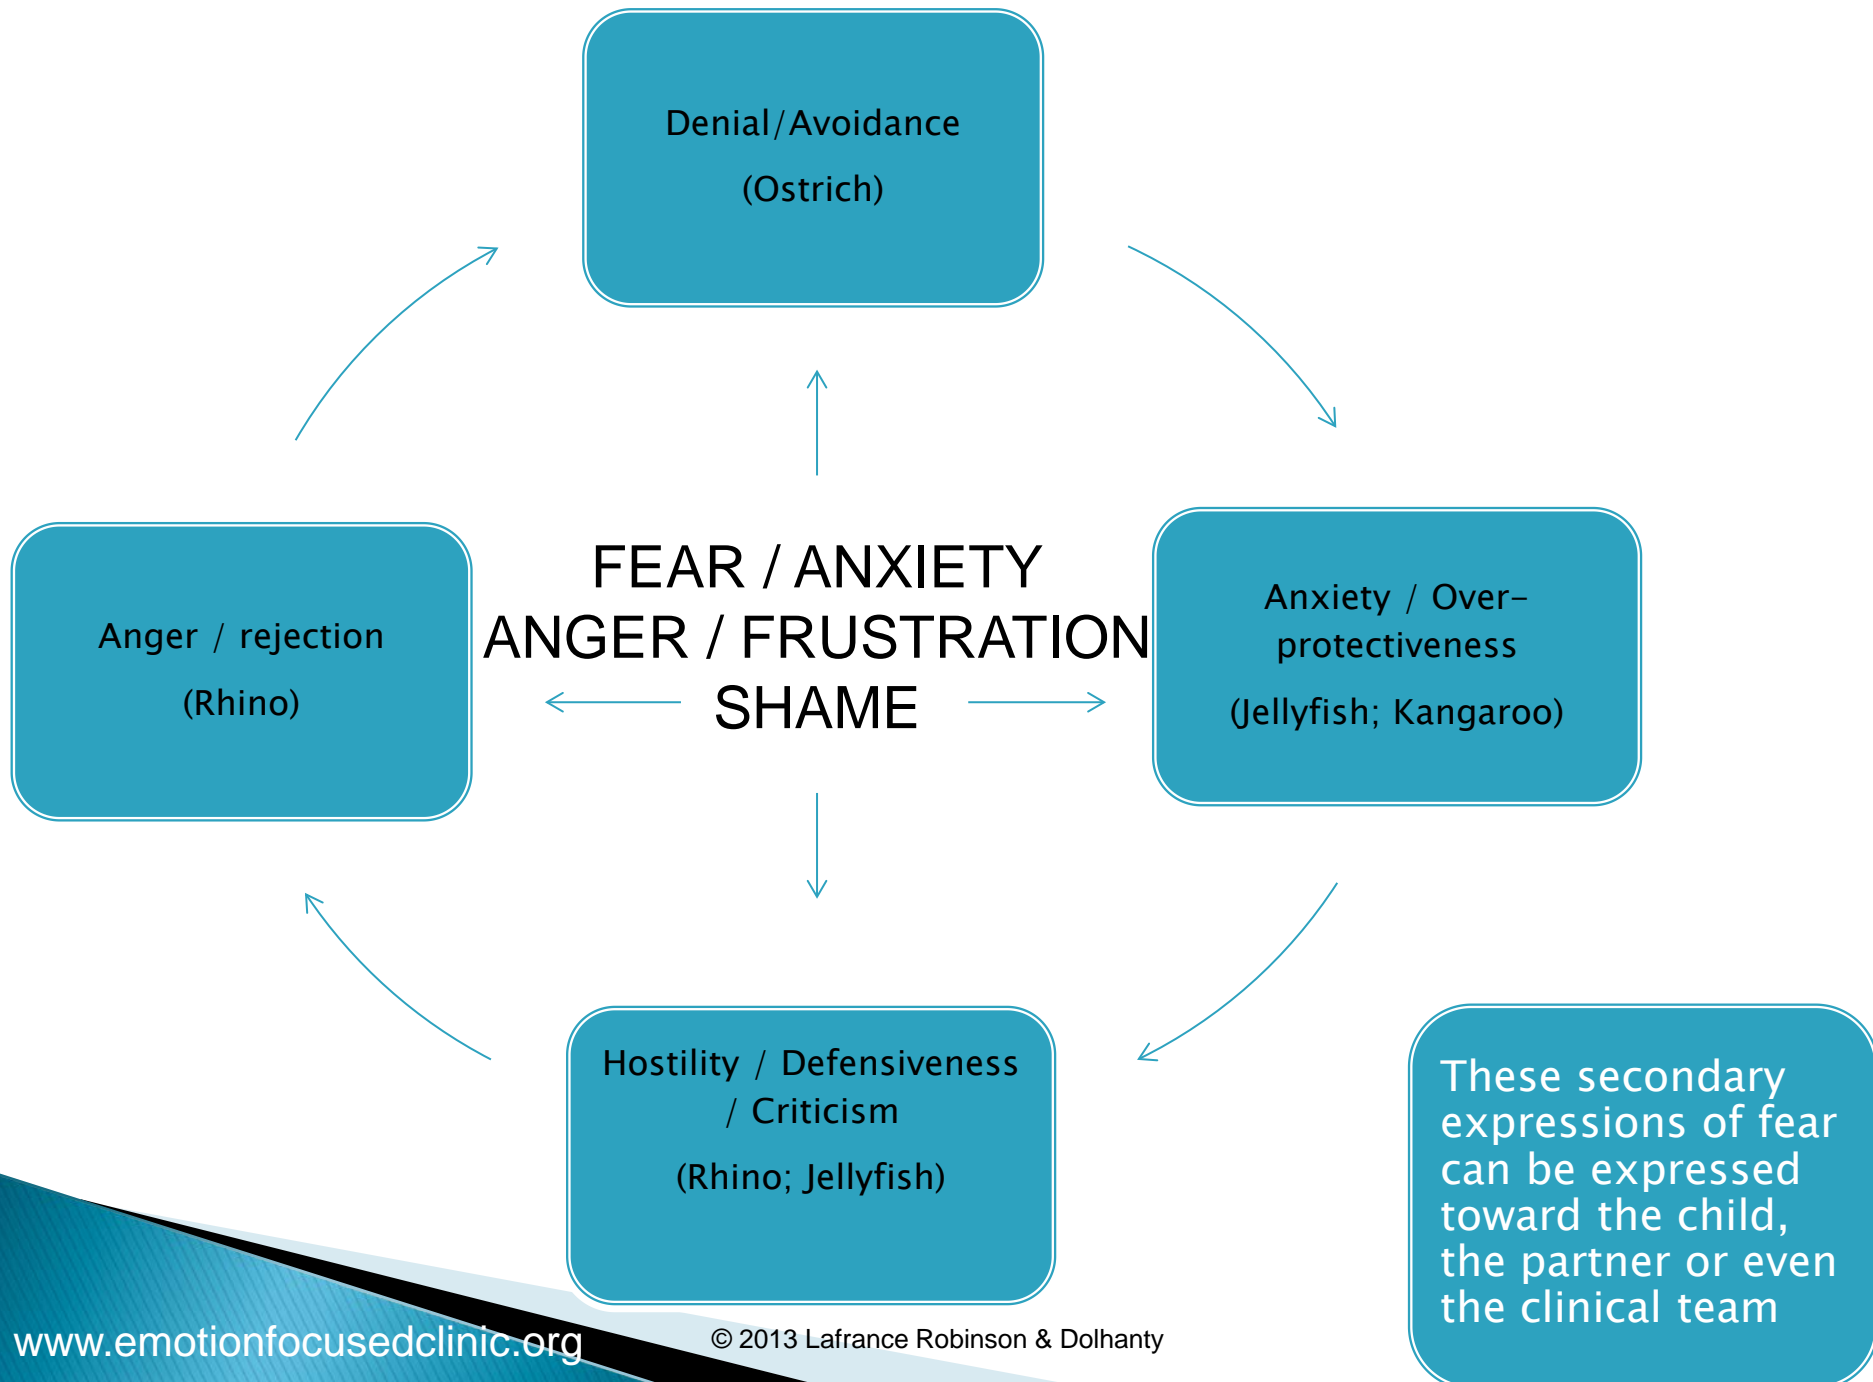 Denial/Avoidance
(Ostrich)
FEAR / ANXIETY
ANGER / FRUSTRATION
SHAME
Anger / rejection
(Rhino)
Anxiety / Over-
protectiveness
(Jellyfish; Kangaroo)
Hostility / Defensiveness
/ Criticism
(Rhino; Jellyfish)
These secondary
expressions of fear
can be expressed
toward the child,
the partner or even
the clinical team
www.emotionfocusedclinic.org
© 2013 Lafrance Robinson & Dolhanty